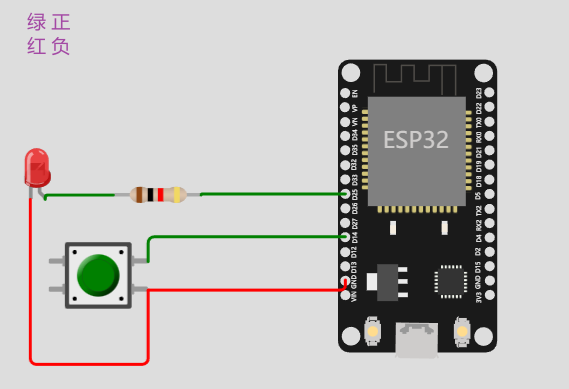 绿 正
红 负
ESP32
EN
VP
VN
D34
D35
D32
D33
D25
D26
D27
D14
D12
D13
GND
VIN
D23
D22
TX0
RX0
D21
D19
D18
D5
TX2
RX2
D4
D2
D15
GND
3V3